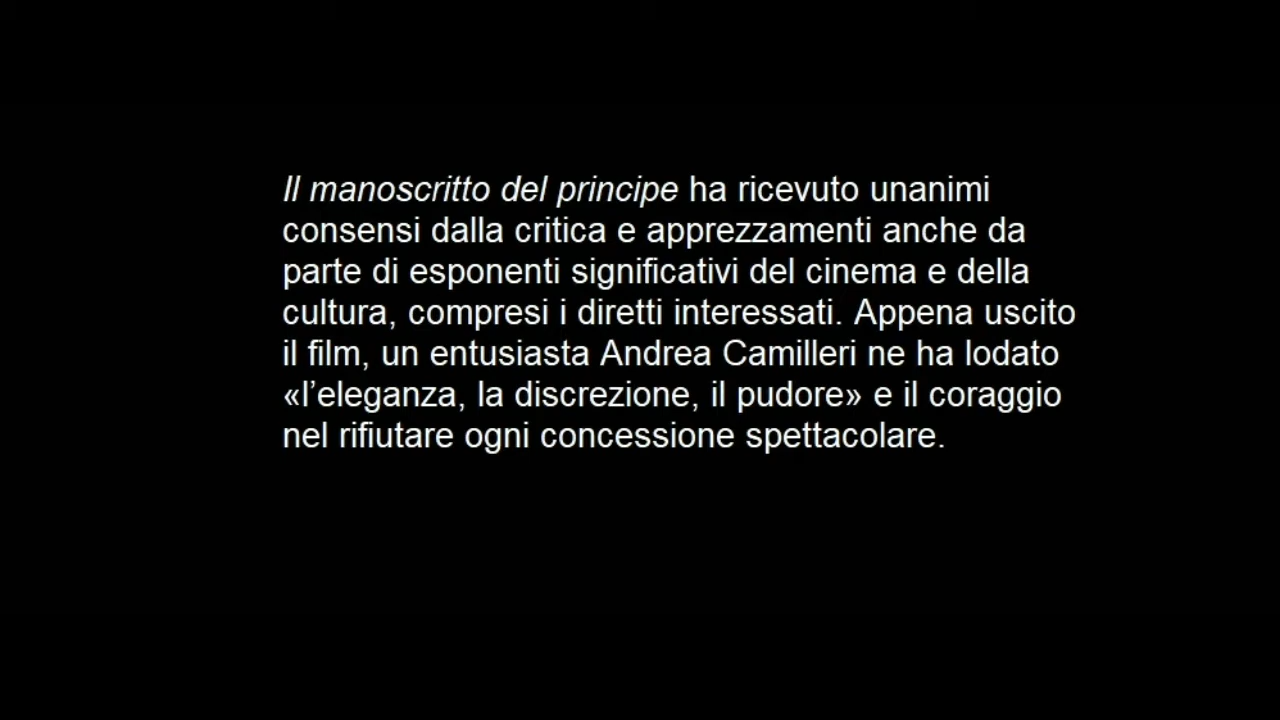 Il manoscritto del principe ha ricevuto unanimi
consensi dalla critica e apprezzamenti anche da
parte di esponenti significativi del cinema e della
cultura, compresi i diretti interessati. Appena uscito
il film, un entusiasta Andrea Camilleri ne ha lodato
«l’eleganza, la discrezione, il pudore» e il coraggio
nel rifiutare ogni concessione spettacolare.